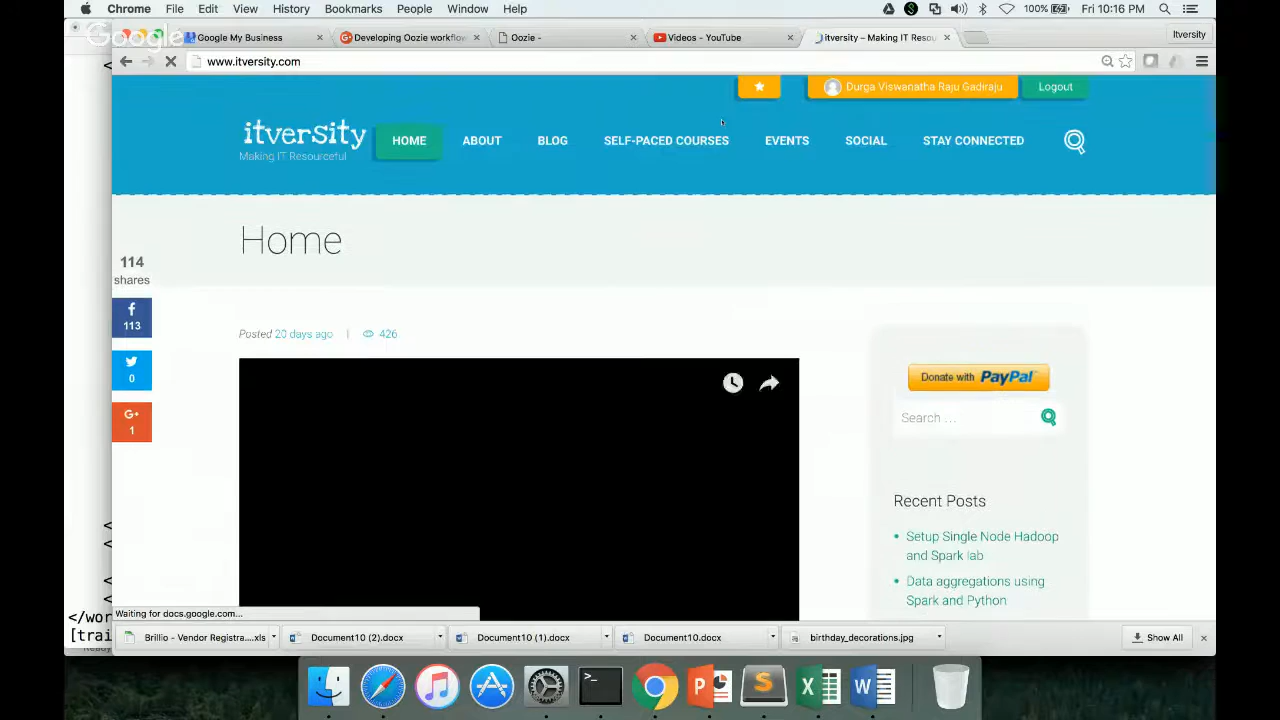 Chrome File Edit View History Bookmarks People Window Help 100% Fri 10:16 PM
Google
Google My Business Developing Oozie workflow Oozie - Videos - YouTube itversity – Making IT Resou Itversity
www.itversity.com
Durga Viswanatha Raju Gadiraju Logout
itversity
Making IT Resourceful
HOME ABOUT BLOG SELF-PACED COURSES EVENTS SOCIAL STAY CONNECTED
Home
114
shares
f
113
0
G+
1
Posted 20 days ago | 426
Donate with PayPal
Search ...
Recent Posts
Setup Single Node Hadoop
and Spark lab
Data aggregations using
Spark and Python
<
<
<
<
<
</wor
[trai
Ready
Waiting for docs.google.com...
Brillio - Vendor Registra....xls Document10 (2).docx Document10 (1).docx Document10.docx birthday_decorations.jpg Show All